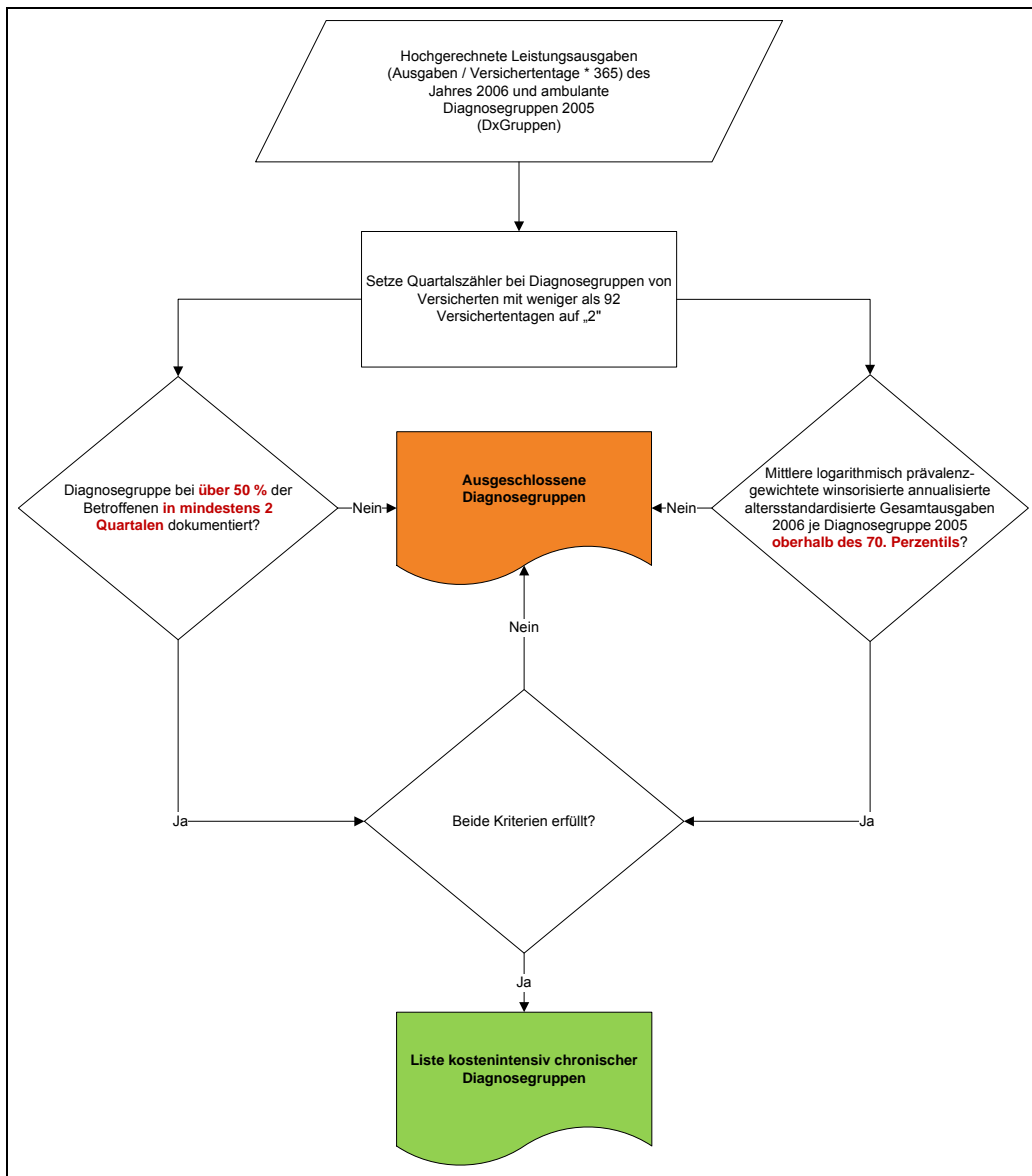 Hochgerechnete Leistungsausgaben
(Ausgaben / Versichertentage * 365) des
Jahres 2006 und ambulante
Diagnosegruppen 2005
(DxGruppen)
Setze Quartalszähler bei Diagnosegruppen von
Versicherten mit weniger als 92
Versichertentagen auf „2"
Diagnosegruppe bei über 50 % der
Betroffenen in mindestens 2
Quartalen dokumentiert?
Nein
Ausgeschlossene
Diagnosegruppen
Nein
Mittlere logarithmisch prävalenz-
gewichtete winsorisierte annualisierte
altersstandardisierte Gesamtausgaben
2006 je Diagnosegruppe 2005
oberhalb des 70. Perzentils?
Nein
Ja
Beide Kriterien erfüllt?
Ja
Ja
Liste kostenintensiv chronischer
Diagnosegruppen